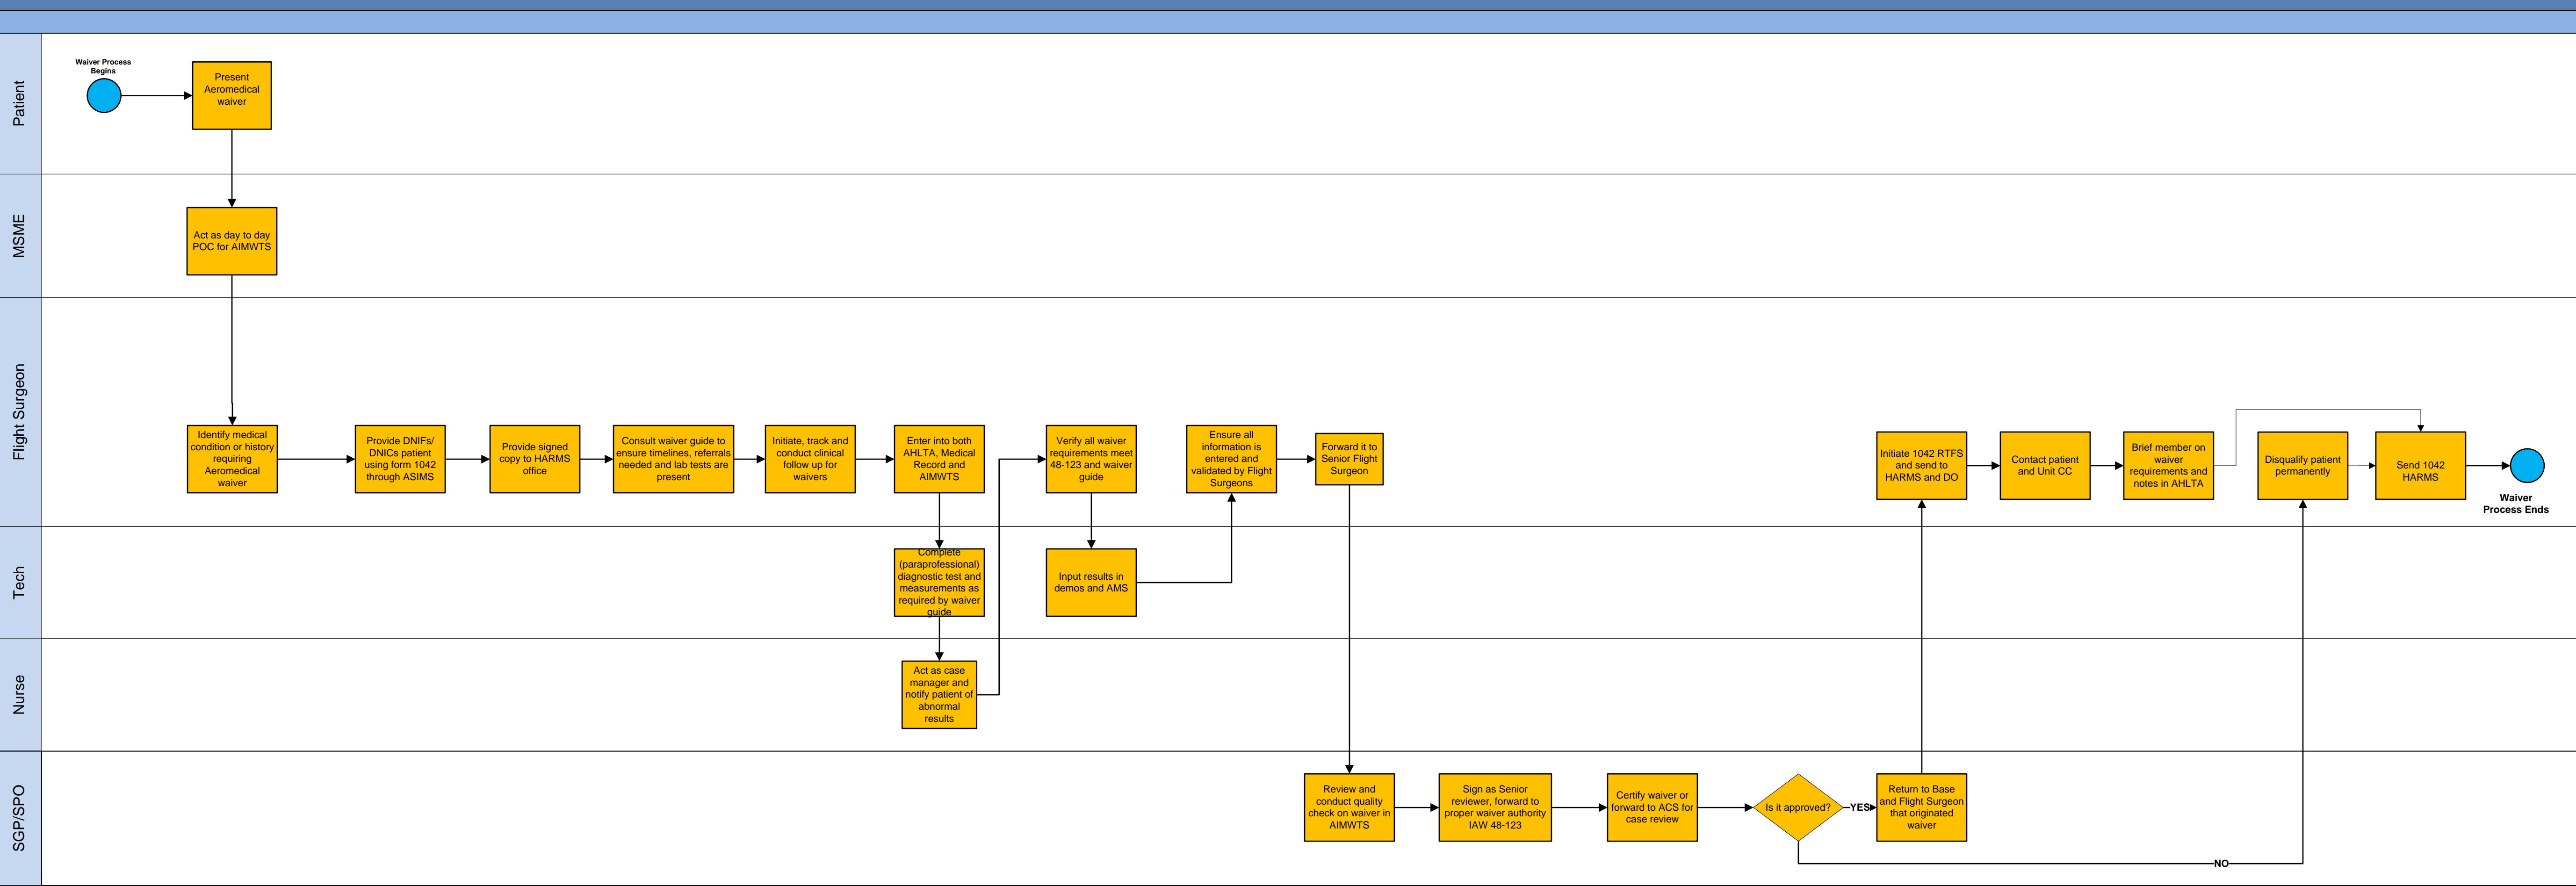 Patient
Waiver Process
Begins
Present
Aeromedical
waiver
MSME
Act as day to day
POC for AIMWTS
Flight Surgeon
Identify medical
condition or history
requiring
Aeromedical
waiver
Provide DNIFs/
DNICs patient
using form 1042
through ASIMS
Provide signed
copy to HARMS
office
Consult waiver guide to
ensure timelines, referrals
needed and lab tests are
present
Initiate, track and
conduct clinical
follow up for
waivers
Enter into both
AHLTA, Medical
Record and
AIMWTS
Verify all waiver
requirements meet
48-123 and waiver
guide
Ensure all
information is
entered and
validated by Flight
Surgeons
Forward it to
Senior Flight
Surgeon
Initiate 1042 RTFS
and send to
HARMS and DO
Contact patient
and Unit CC
Brief member on
waiver
requirements and
notes in AHLTA
Disqualify patient
permanently
Send 1042
HARMS
Waiver
Process Ends
Tech
Complete
(paraprofessional)
diagnostic test and
measurements as
required by waiver
guide
Input results in
demos and AMS
Nurse
Act as case
manager and
notify patient of
abnormal
results
SGP/SPO
Review and
conduct quality
check on waiver in
AIMWTS
Sign as Senior
reviewer, forward to
proper waiver authority
IAW 48-123
Certify waiver or
forward to ACS for
case review
Is it approved?
YES
Return to Base
and Flight Surgeon
that originated
waiver
NO